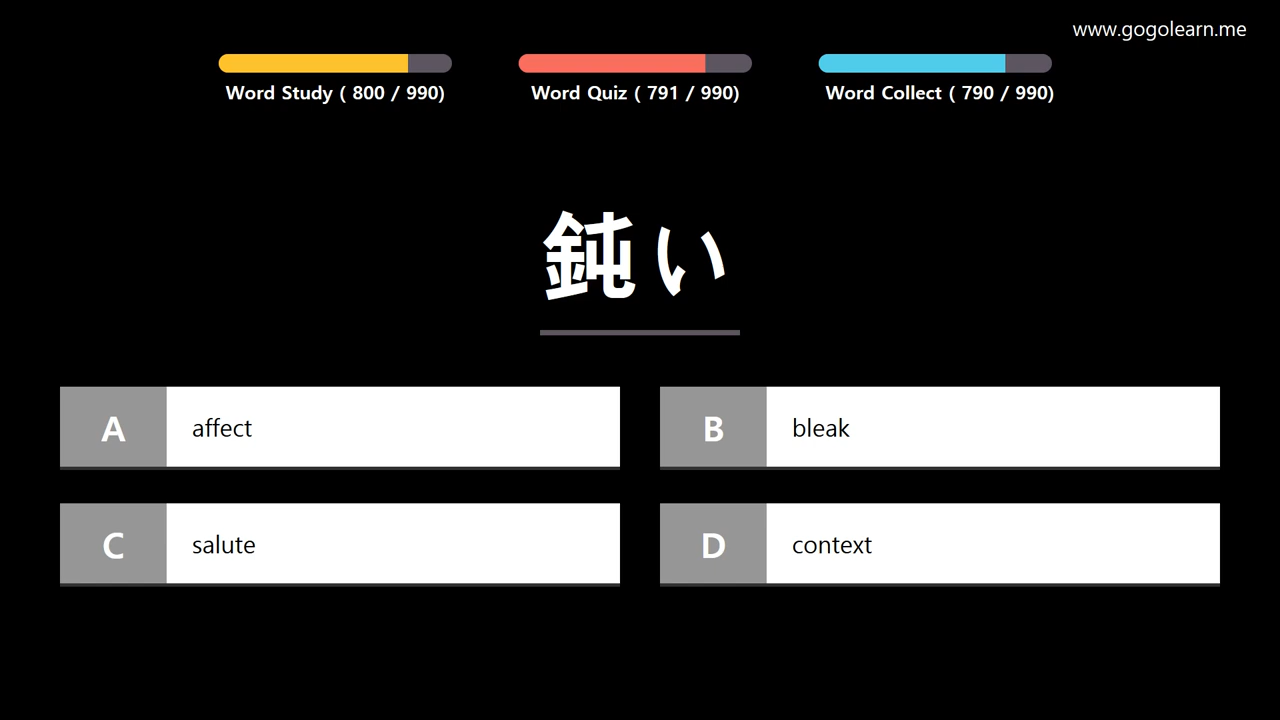 www.gogolearn.me
Word Study ( 800 / 990)
Word Quiz ( 791 / 990)
Word Collect ( 790 / 990)
鈍い
A affect
B bleak
C salute
D context